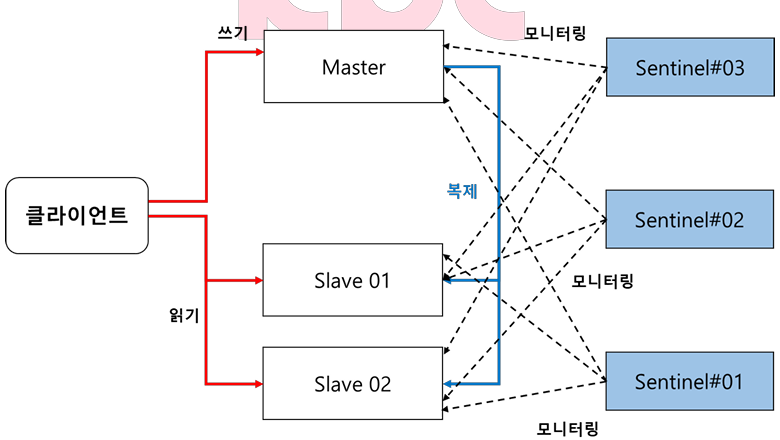 쓰기
모니터링
Master
Sentinel#03
복제
Sentinel#02
클라이언트
Slave 01
모니터링
읽기
Slave 02
Sentinel#01
모니터링